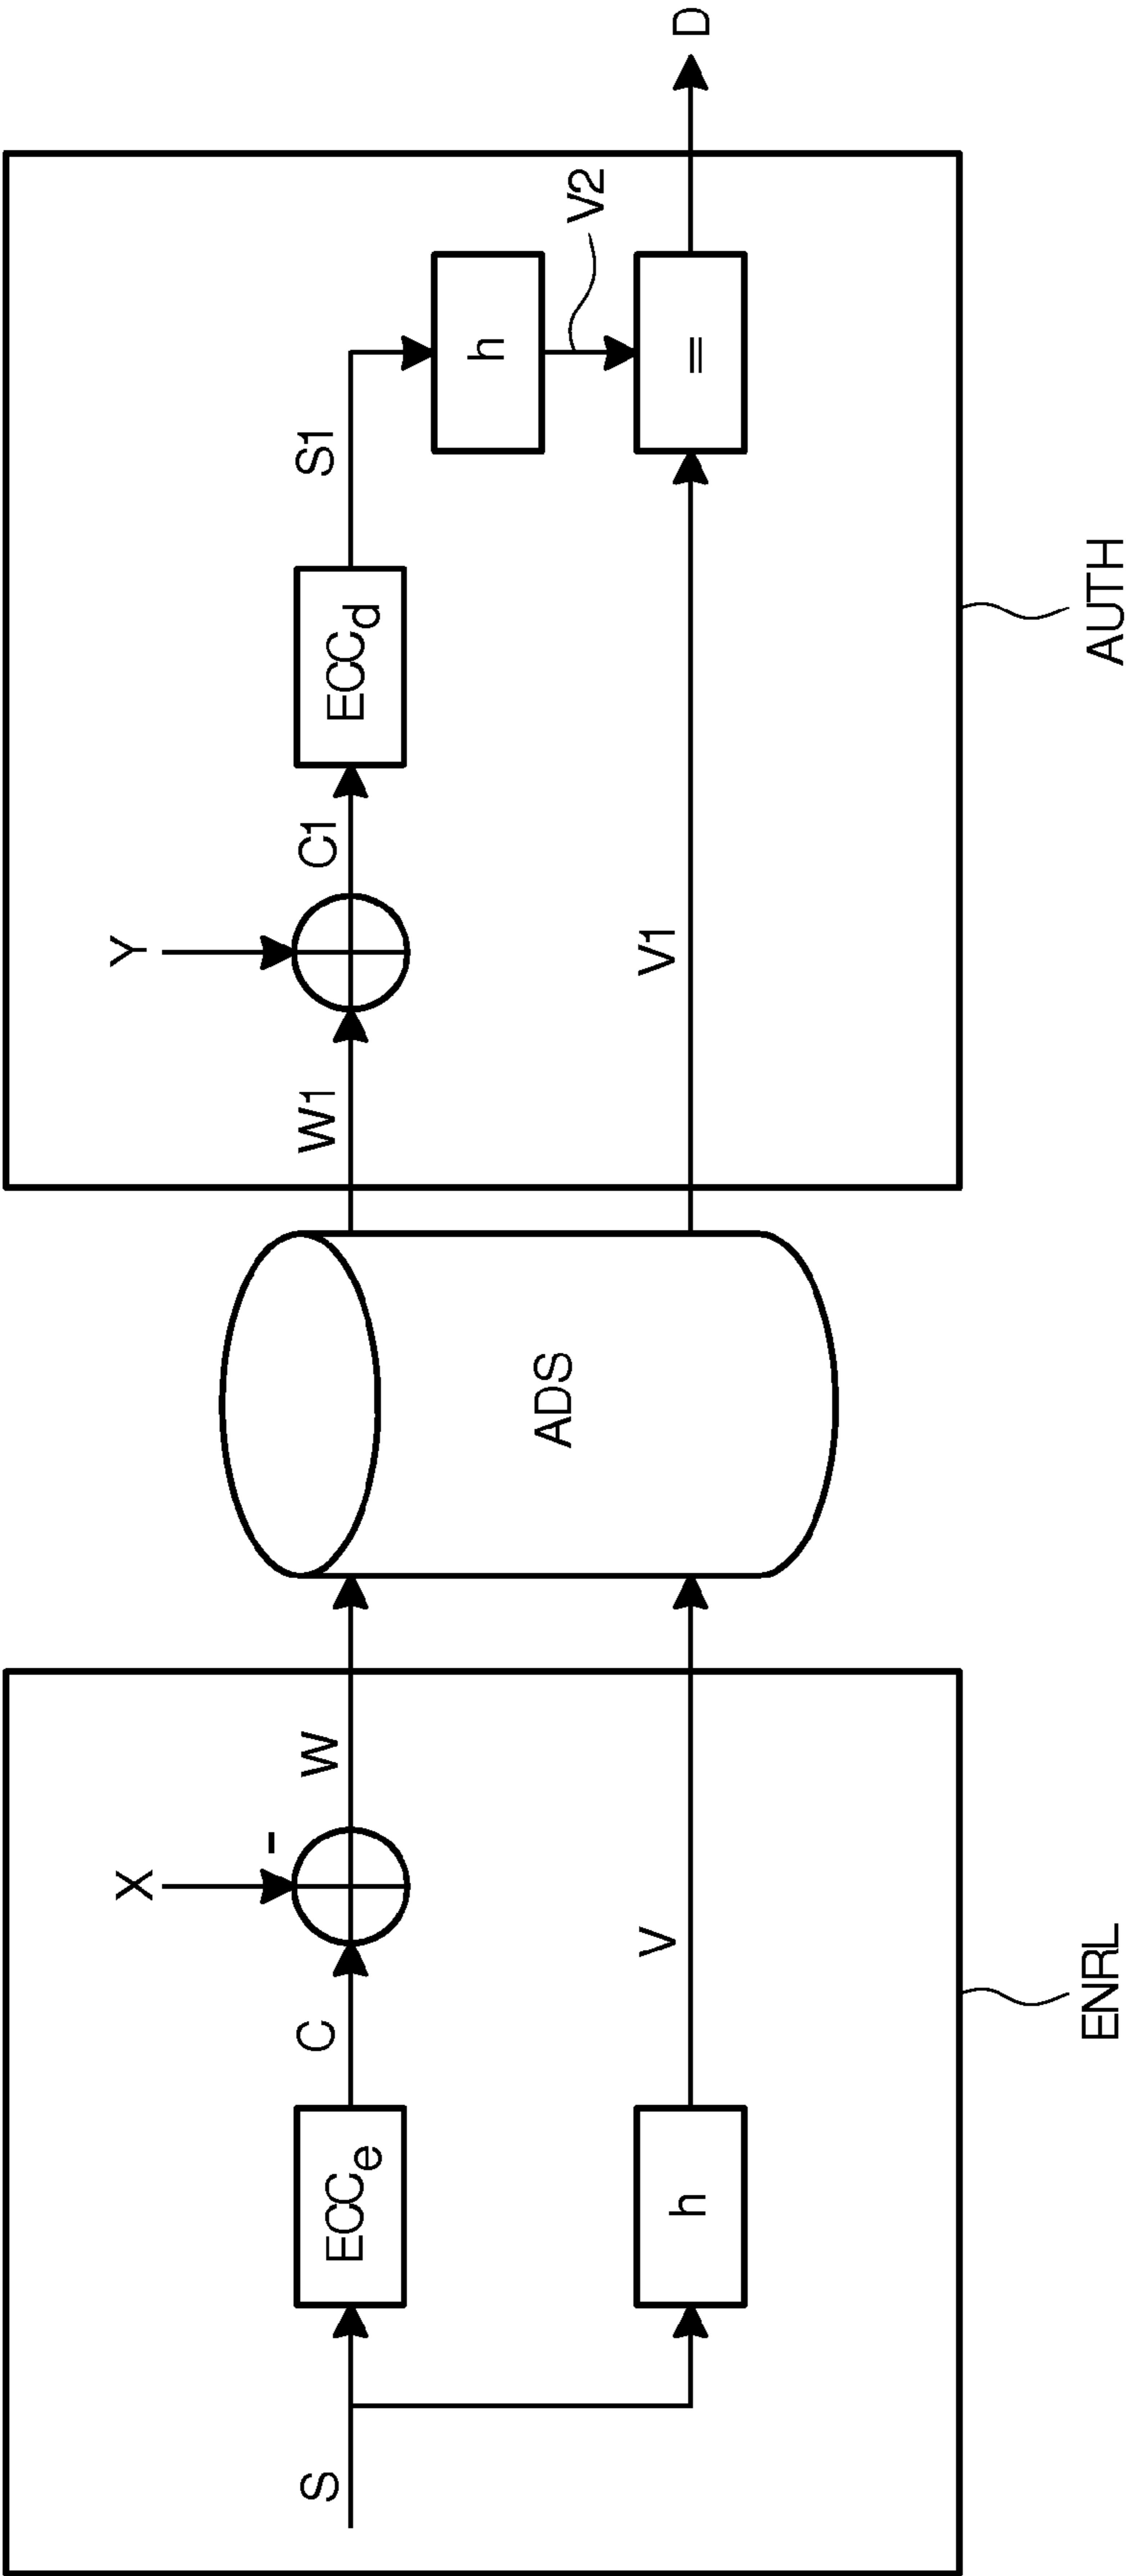 S
ECCe
C
X
-
W
h
V
ENRL
ADS
W1
Y
C1
ECCd
S1
h
V2
V1
=
D
AUTH